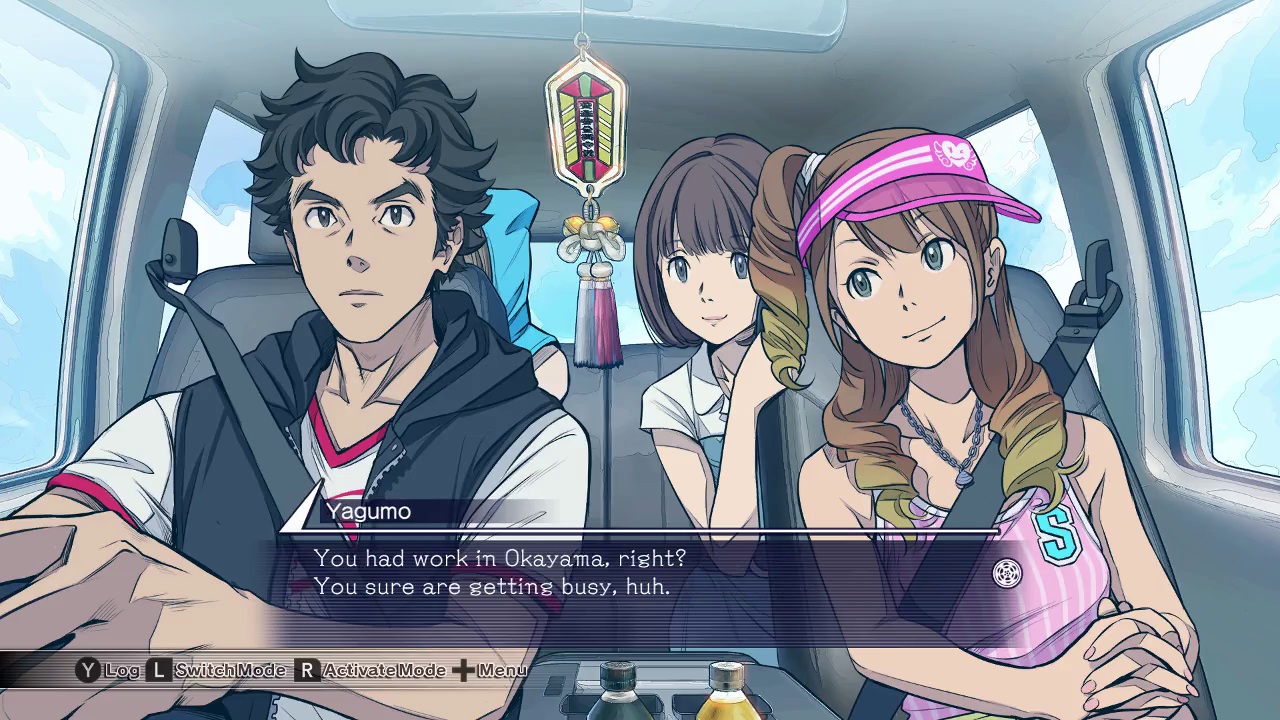 S
Yagumo
You had work in Okayama, right?
You sure are getting busy, huh.
Y Log L SwitchMode R ActivateMode Menu